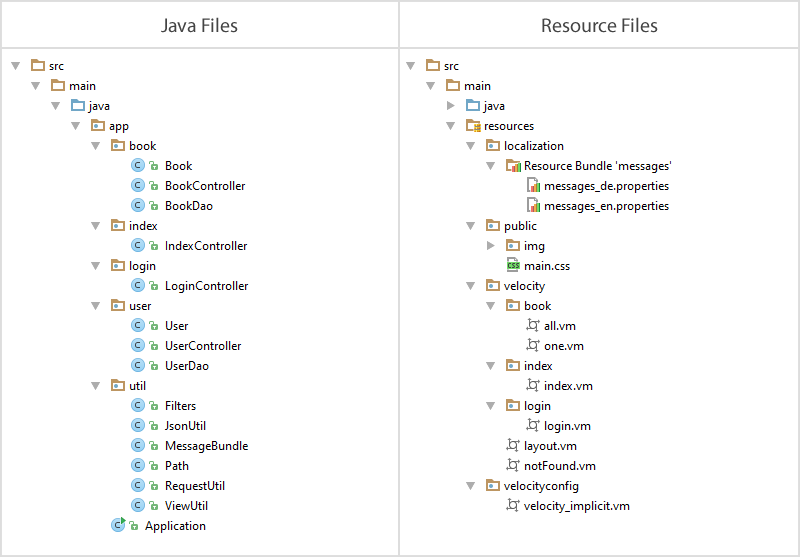 Java Files
src
main
java
app
book
Book
BookController
BookDao
index
IndexController
login
LoginController
user
User
UserController
UserDao
util
Filters
JsonUtil
MessageBundle
Path
RequestUtil
ViewUtil
Application
Resource Files
src
main
java
resources
localization
Resource Bundle 'messages'
messages_de.properties
messages_en.properties
public
img
main.css
velocity
book
all.vm
one.vm
index
index.vm
login
login.vm
layout.vm
notFound.vm
velocityconfig
velocity_implicit.vm